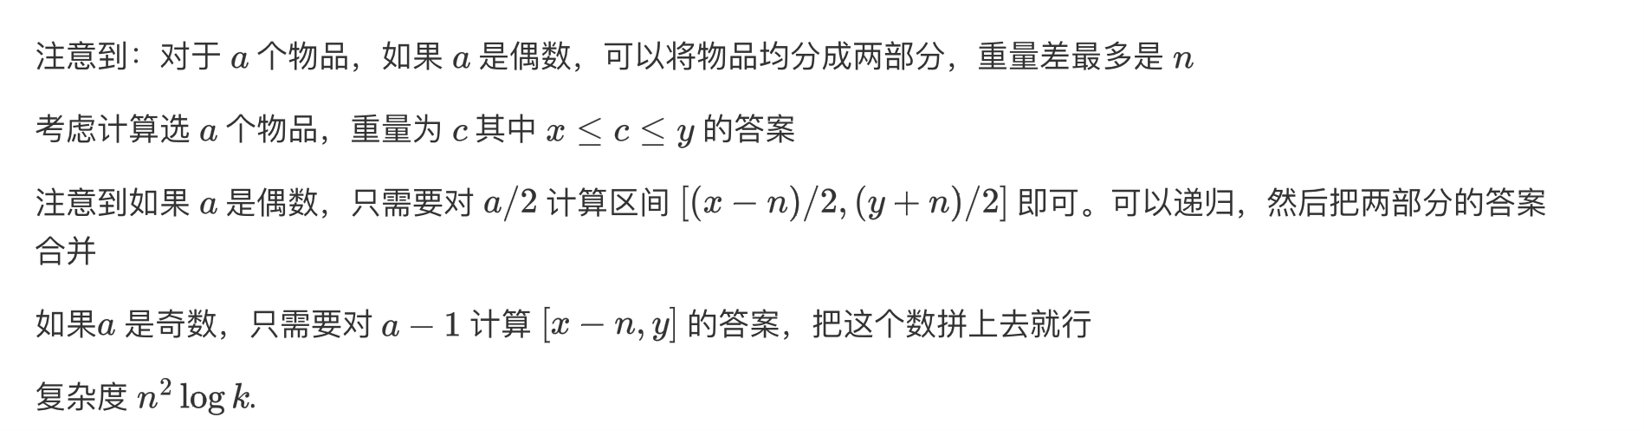 注意到：对于 a 个物品，如果 a 是偶数，可以将物品均分成两部分，重量差最多是 n
考虑计算选 a 个物品，重量为 c 其中 x ≤ c ≤ y 的答案
注意到如果 a 是偶数，只需要对 a/2 计算区间 [(x − n)/2, (y + n)/2] 即可。可以递归，然后把两部分的答案
合并
如果a 是奇数，只需要对 a − 1 计算 [x − n, y] 的答案，把这个数拼上去就行
复杂度 n² log k.